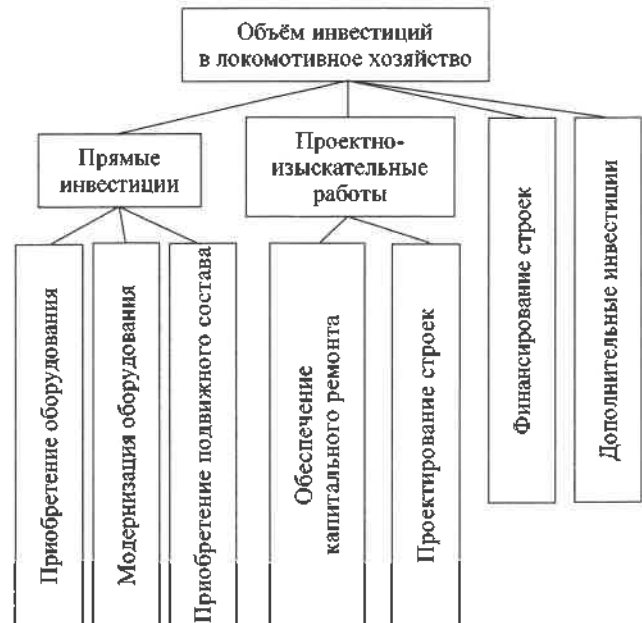 Объём инвестиций
в локомотивное хозяйство
Прямые
инвестиции
Проектно-
изыскательные
работы
Финансирование строек
Дополнительные инвестиции
Приобретение оборудования
Модернизация оборудования
Приобретение подвижного состава
Обеспечение
капитального ремонта
Проектирование строек